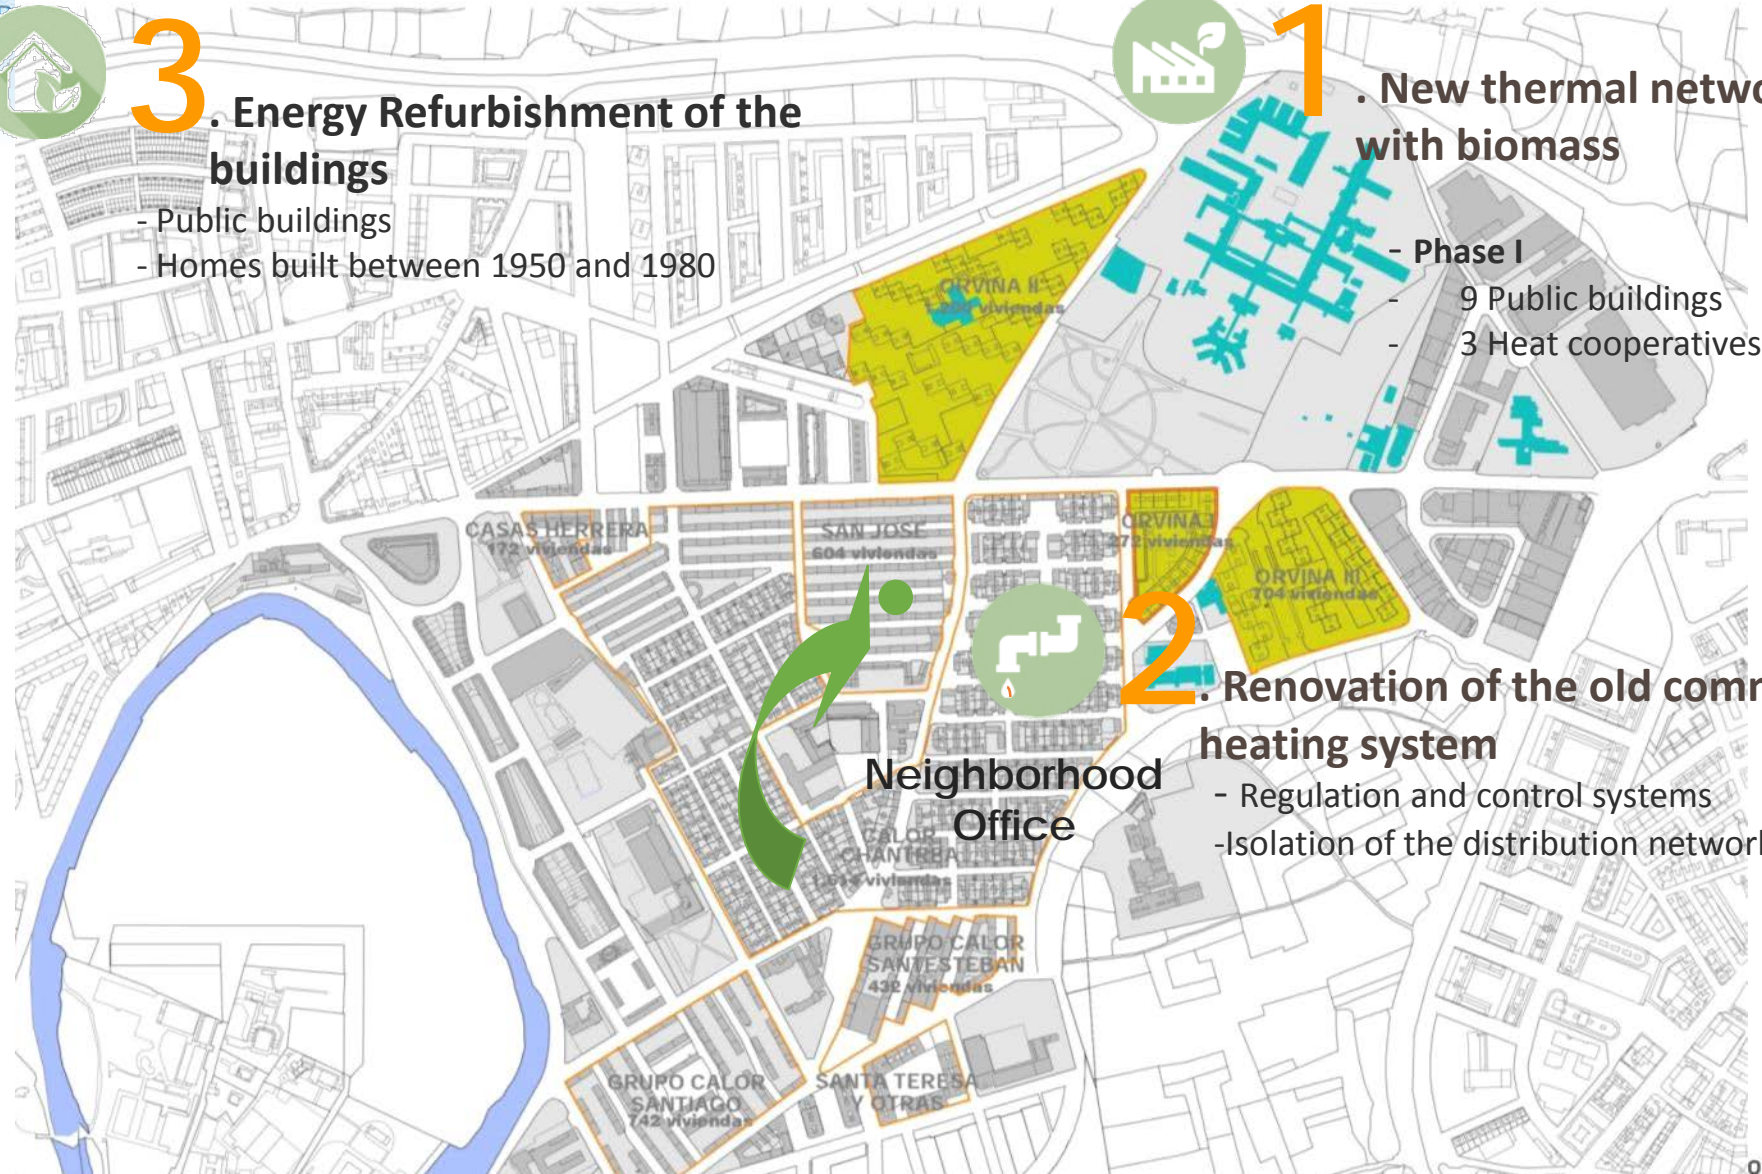 3
. Energy Refurbishment of the
buildings
- Public buildings
- Homes built between 1950 and 1980
1
. New thermal netwo
with biomass
- Phase I
- 9 Public buildings
- 3 Heat cooperatives
ORVINA II
viviendas
CASAS HERRERA
172 viviendas
SAN JOSE
604 viviendas
ORVINA I
272 viviendas
ORVINA III
704 viviendas
2
. Renovation of the old
heating system
- Regulation and control systems
-Isolation of the distribution network
Neighborhood
Office
CALOR
CHANTREA
viviendas
GRUPO CALOR
SANTESTEBAN
432 viviendas
GRUPO CALOR
SANTIAGO
742 viviendas
SANTA TERESA
Y OTRAS